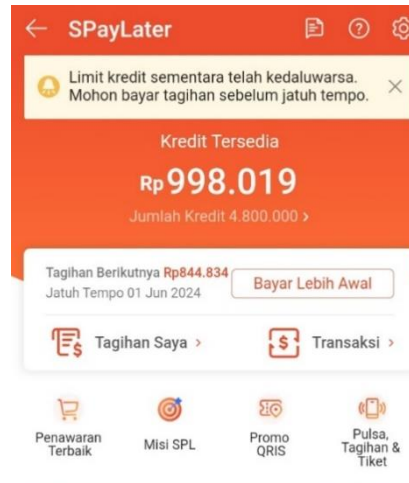 SPayLater
Limit kredit sementara telah kedaluwarsa.
Mohon bayar tagihan sebelum jatuh tempo.
Kredit Tersedia
Rp998.019
Jumlah Kredit 4.800.000 >
Tagihan Berikutnya Rp844.834
Jatuh Tempo 01 Jun 2024
Bayar Lebih Awal
Tagihan Saya >
Transaksi >
Penawaran
Terbaik
Misi SPL
Promo
QRIS
Pulsa,
Tagihan &
Tiket